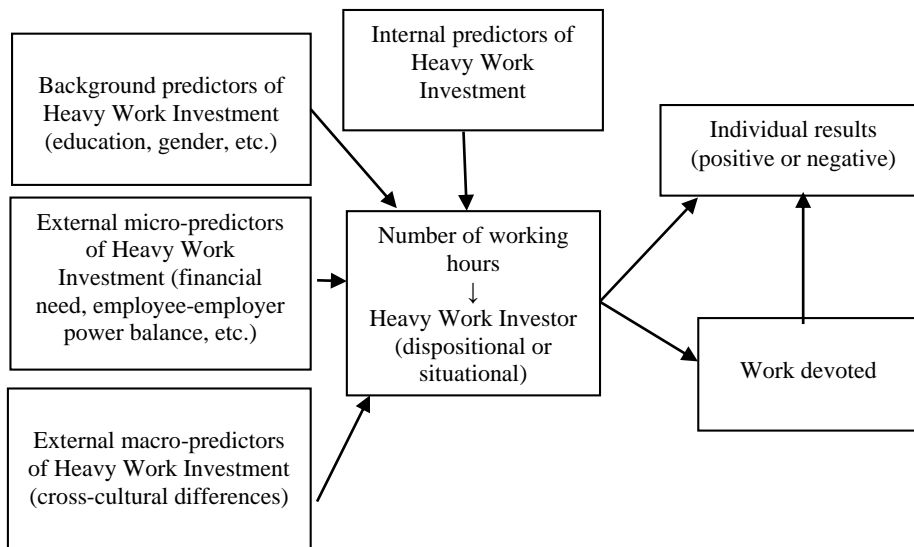 Background predictors of
Heavy Work Investment
(education, gender, etc.)
Internal predictors of
Heavy Work
Investment
External micro-predictors
of Heavy Work
Investment (financial
need, employee-employer
power balance, etc.)
External macro-predictors
of Heavy Work Investment
(cross-cultural differences)
Number of working
hours
↓
Heavy Work Investor
(dispositional or
situational)
Individual results
(positive or negative)
Work devoted